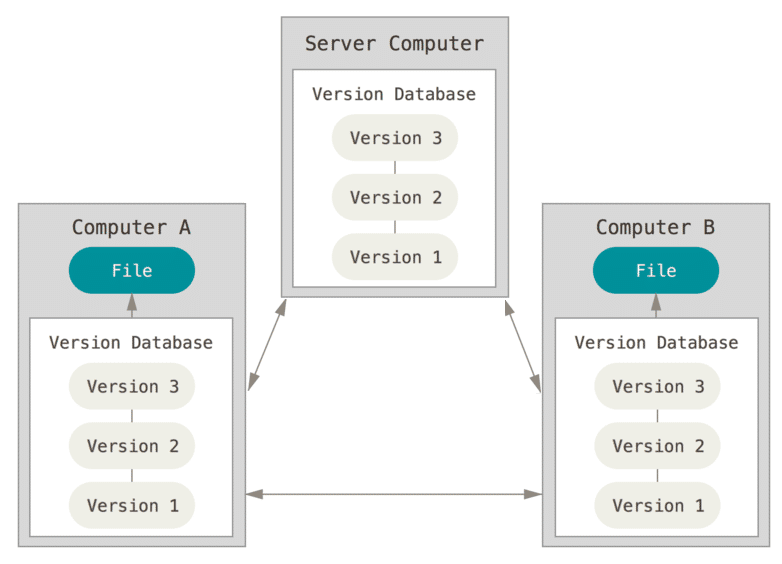 Server Computer
Version Database
Version 3
Version 2
Version 1
Computer A
File
Version Database
Version 3
Version 2
Version 1
Computer B
File
Version Database
Version 3
Version 2
Version 1